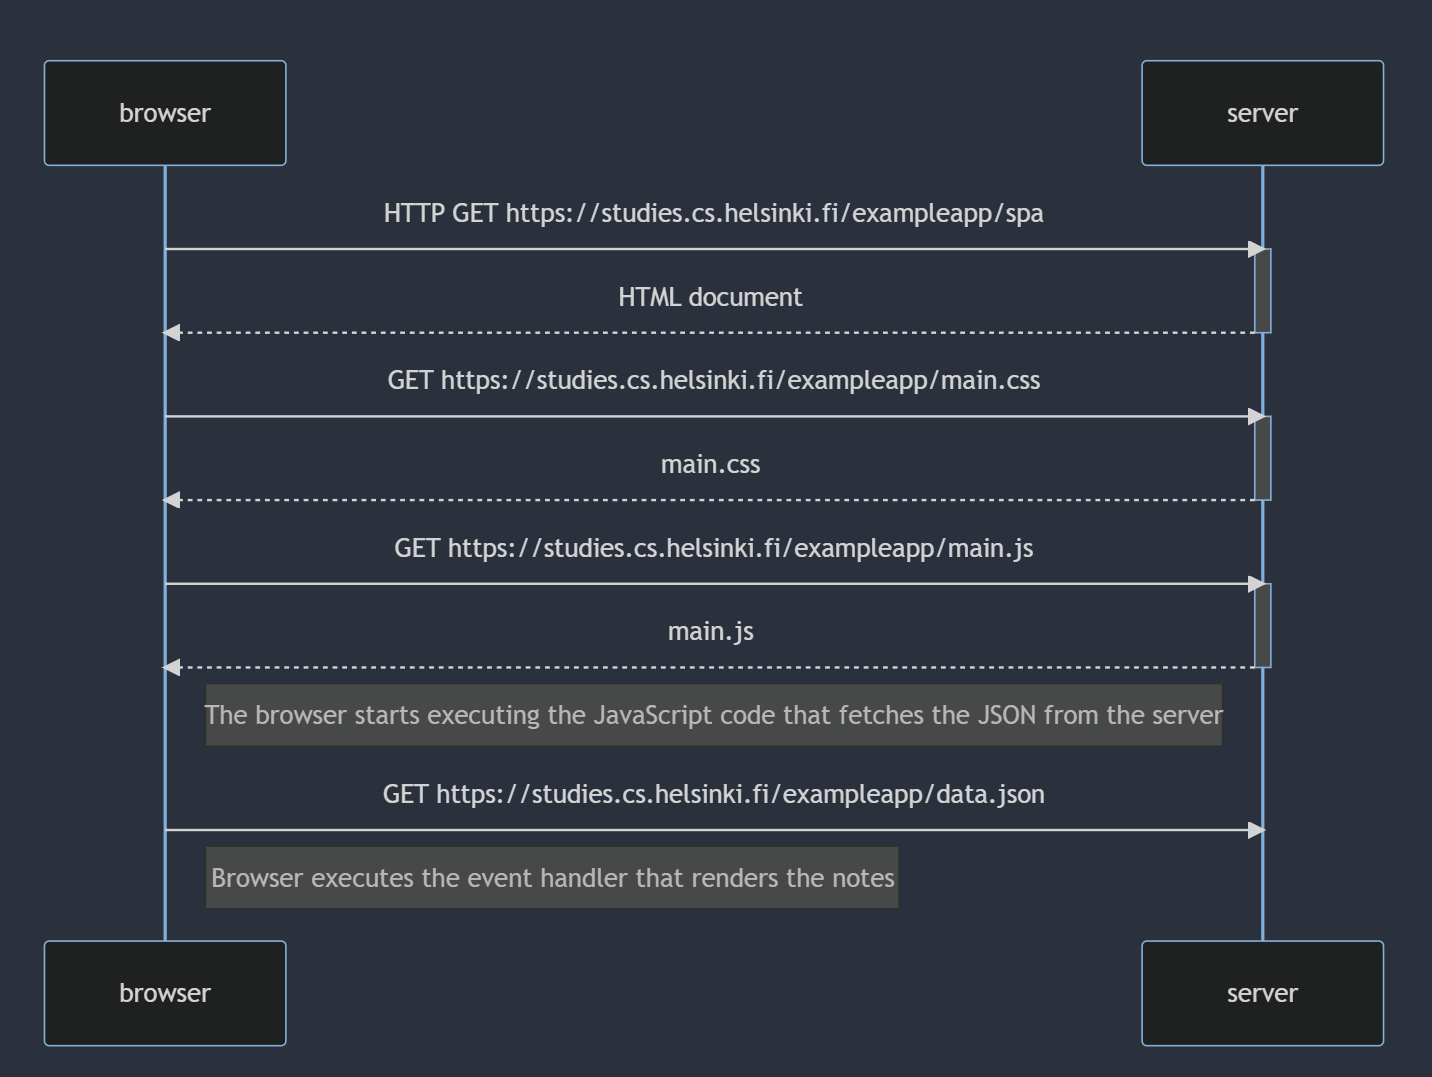 browser
server
HTTP GET https://studies.cs.helsinki.fi/exampleapp/spa
HTML document
GET https://studies.cs.helsinki.fi/exampleapp/main.css
main.css
GET https://studies.cs.helsinki.fi/exampleapp/main.js
main.js
The browser starts executing the JavaScript code that fetches the JSON from the server
GET https://studies.cs.helsinki.fi/exampleapp/data.json
Browser executes the event handler that renders the notes
browser
server